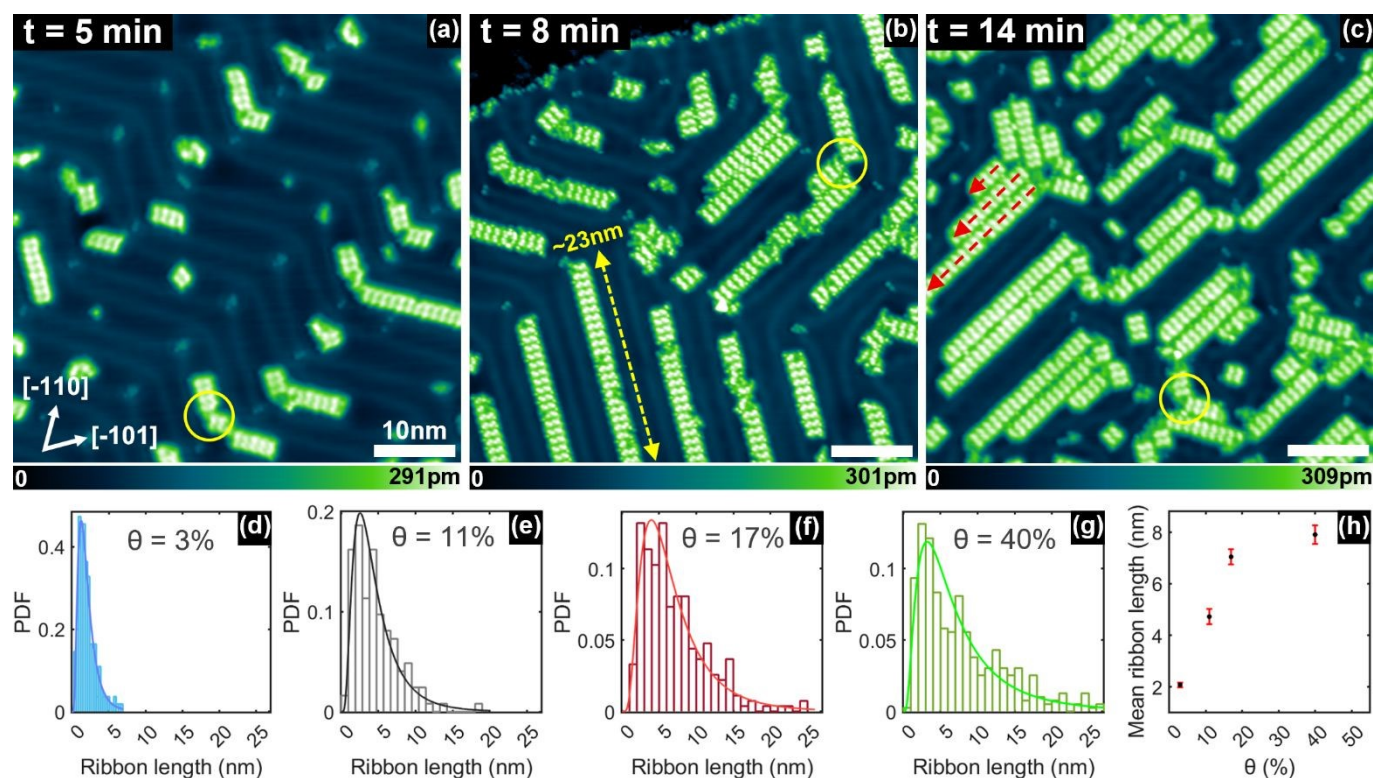 t = 5 min (a)
t = 8 min (b)
t = 14 min (c)
~23nm
[-110]
[-101]
10nm
0 291pm
0 301pm
0 309pm
(d)
θ = 3%
PDF
0.4
0.2
0
0 5 10 15 20 25
Ribbon length (nm)
(e)
θ = 11%
PDF
0.2
0.1
0
0 5 10 15 20 25
Ribbon length (nm)
(f)
θ = 17%
PDF
0.1
0.05
0
0 5 10 15 20 25
Ribbon length (nm)
(g)
θ = 40%
PDF
0.1
0.05
0
0 5 10 15 20 25
Ribbon length (nm)
(h)
Mean ribbon length (nm)
8
6
4
2
0 10 20 30 40 50
θ (%)